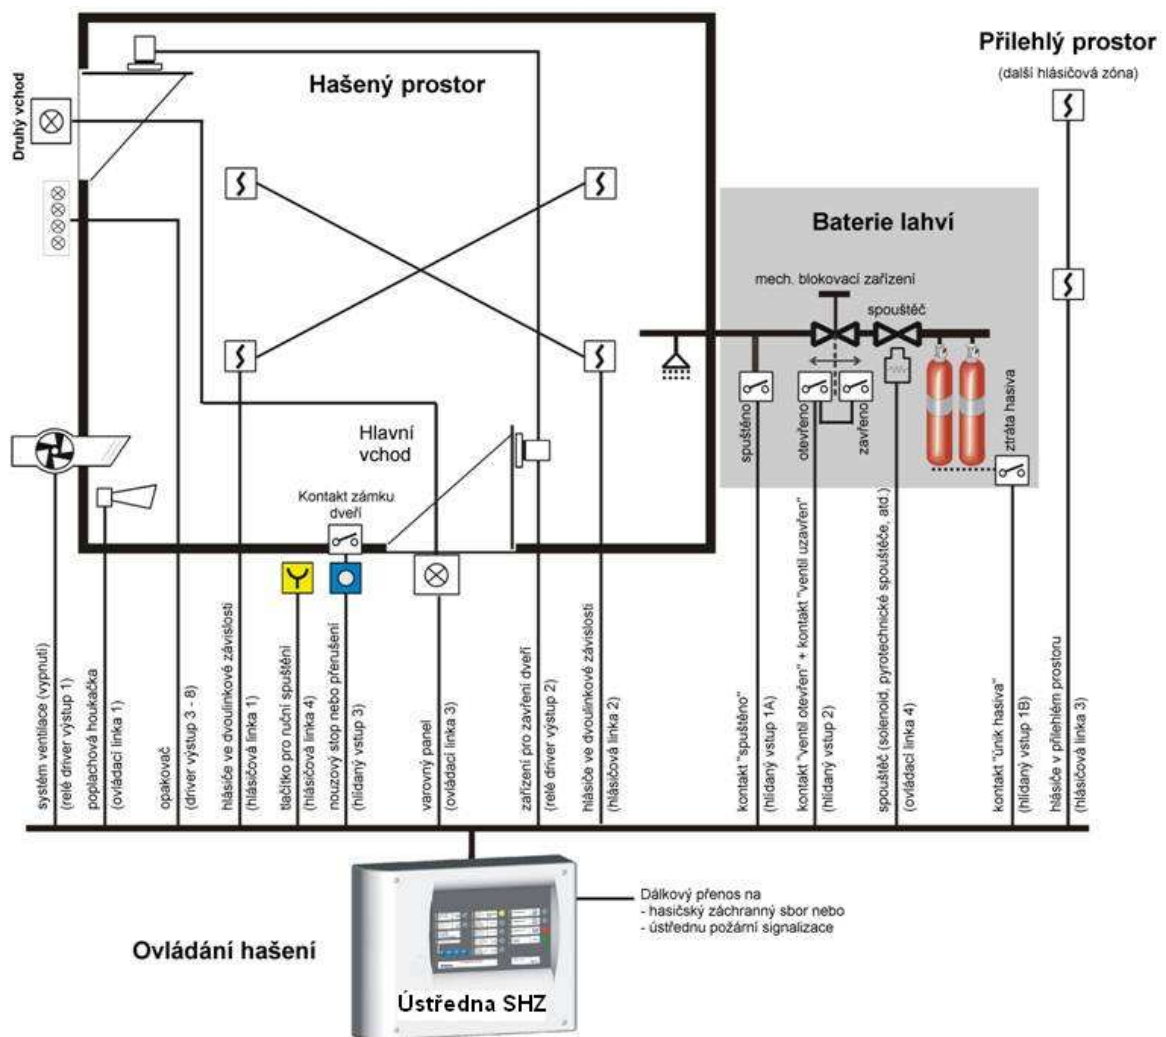 Přilehlý prostor
(další hlásičová zóna)
Hašený prostor
Druhý vchod
Baterie lahví
mech. blokovací zařízení
spouštěč
spuštěno
otevřeno
zavřeno
ztráta hasiva
Hlavní
vchod
Kontakt zámku
dveří
systém ventilace (vypnutí)
(relé driver výstup 1)
poplachová houkačka
(ovládací linka 1)
opakovač
(driver výstup 3 - 8)
hlásiče ve dvoulinkové závislosti
(hlásičová linka 1)
tlačítko pro ruční spuštění
(hlásičová linka 4)
nouzový stop nebo přerušení
(hlídaný vstup 3)
varovný panel
(ovládací linka 3)
zařízení pro zavření dveří
(relé driver výstup 2)
hlásiče ve dvoulinkové závislosti
(hlásičová linka 2)
kontakt "spuštěno"
(hlídaný vstup 1A)
kontakt "ventil otevřen" + kontakt "ventil uzavřen"
(hlídaný vstup 2)
spouštěč (solenoid, pyrotechnické spouštěče, atd.)
(ovládací linka 4)
kontakt "únik hasiva"
(hlídaný vstup 1B)
hlásiče v přilehlém prostoru
(hlásičová linka 3)
Dálkový přenos na
- hasičský záchranný sbor nebo
- ústřednu požární signalizace
Ovládání hašení
Ústředna SHZ